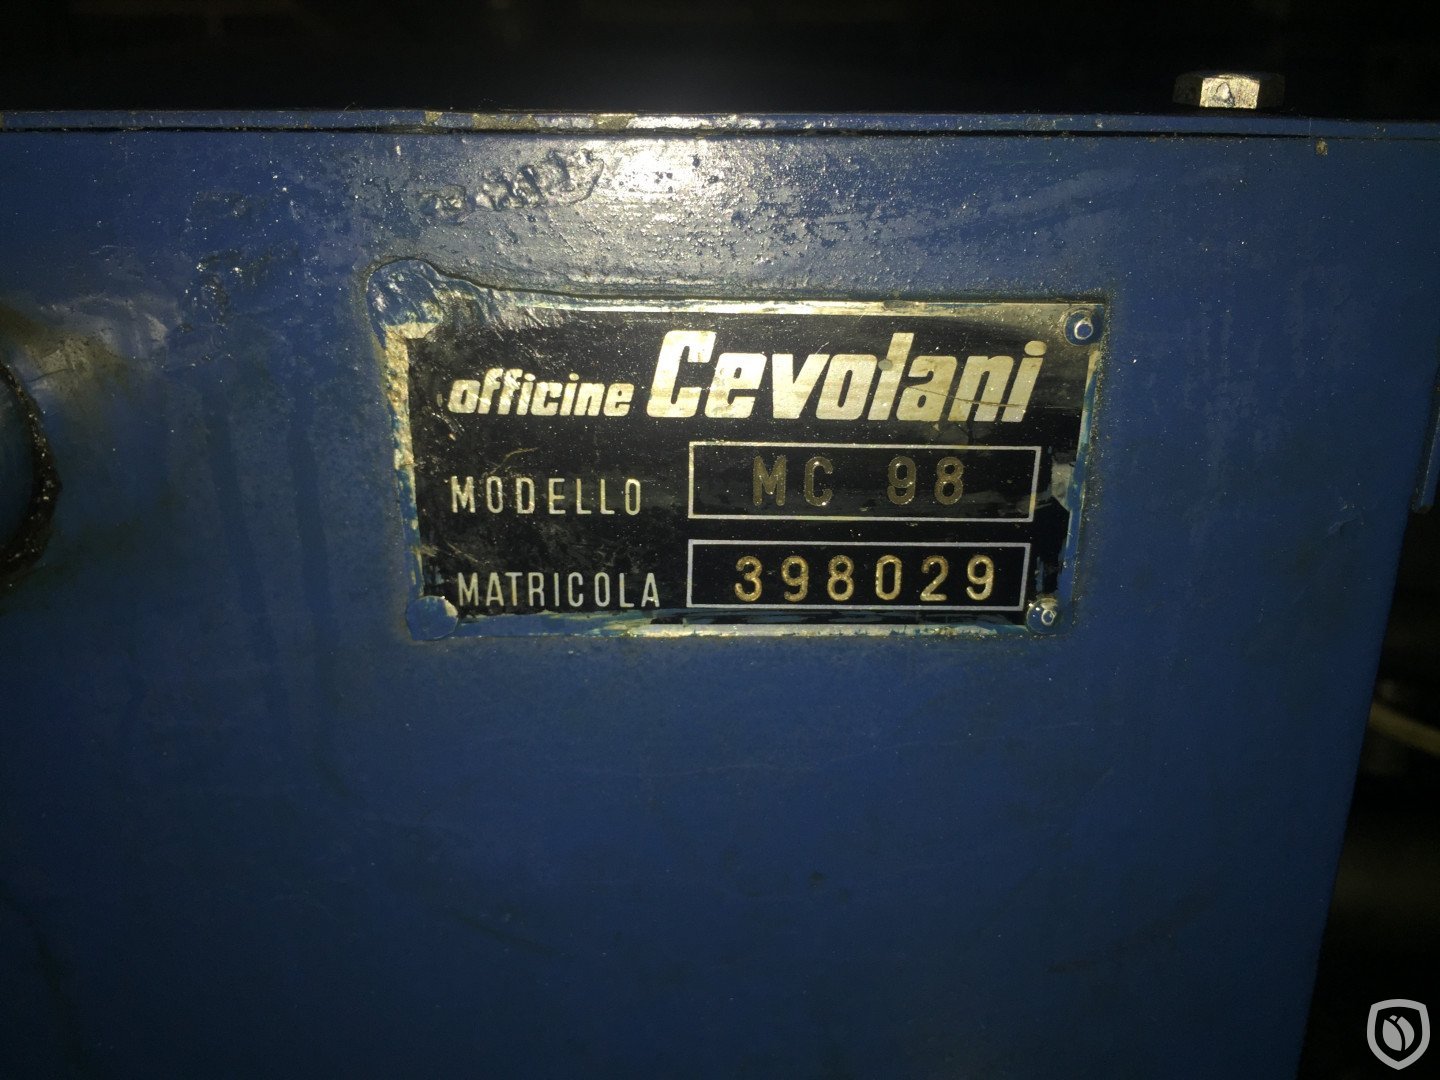 officine Cevolani
MODELLO MC 98
MATRICOLA 398029